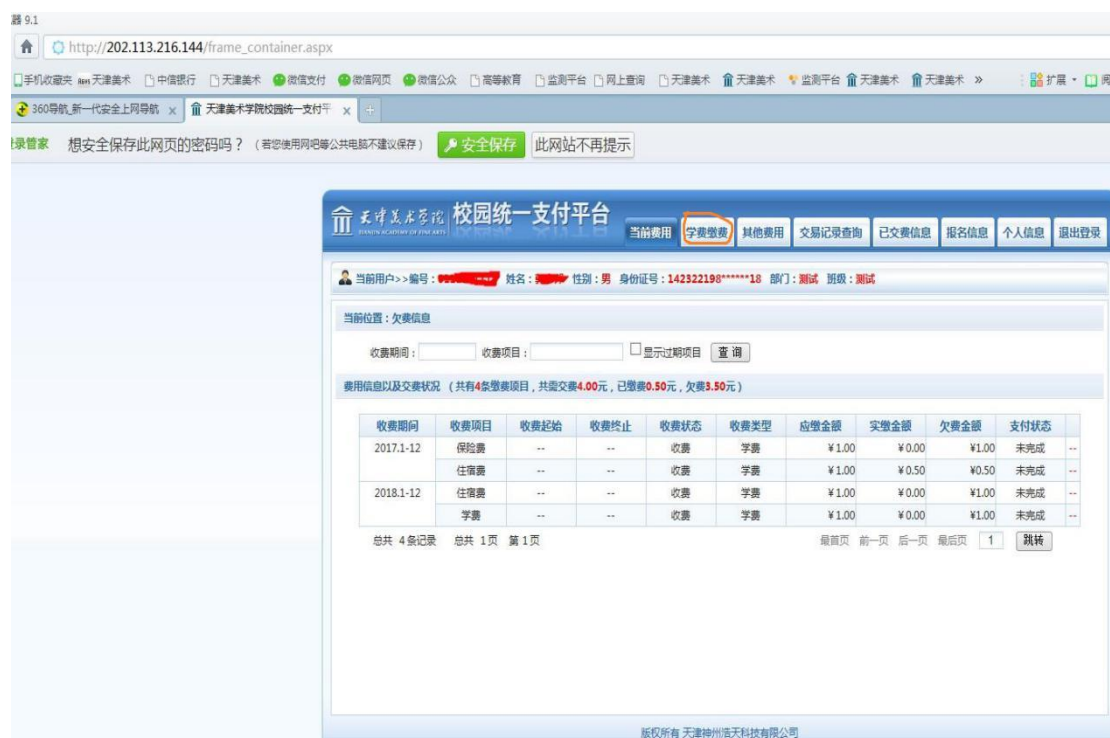 器 9.1
http://202.113.216.144/frame_container.aspx
手机收藏夹 天津美术 中信银行 天津美术 微信支付 微信网页 微信公众 高等教育 监测平台 网上查询 天津美术 天津美术 监测平台 天津美术 天津美术 » 扩展
360导航_新一代安全上网导航 x 天津美术学院校园统一支付平 x +
录管家 想安全保存此网页的密码吗？（若您使用网吧等公共电脑不建议保存） 安全保存 此网站不再提示
天津美术学院 校园统一支付平台
TIANJIN ACADEMY OF FINE ARTS
当前费用 学费缴费 其他费用 交易记录查询 已交费信息 报名信息 个人信息 退出登录
当前用户>>编号： 姓名： 性别：男 身份证号：142322198******18 部门：测试 班级：测试
当前位置：欠费信息
收费期间： 收费项目： 显示过期项目 查 询
费用信息以及交费状况 （共有4条缴费项目，共需交费4.00元，已缴费0.50元，欠费3.50元）
收费期间 收费项目 收费起始 收费终止 收费状态 收费类型 应缴金额 实缴金额 欠费金额 支付状态
2017.1-12 保险费 -- -- 收费 学费 ¥1.00 ¥0.00 ¥1.00 未完成 --
住宿费 -- -- 收费 学费 ¥1.00 ¥0.50 ¥0.50 未完成 --
2018.1-12 住宿费 -- -- 收费 学费 ¥1.00 ¥0.00 ¥1.00 未完成 --
学费 -- -- 收费 学费 ¥1.00 ¥0.00 ¥1.00 未完成 --
总共 4条记录 总共 1页 第1页 最首页 前一页 后一页 最后页 1 跳转
版权所有 天津神州浩天科技有限公司